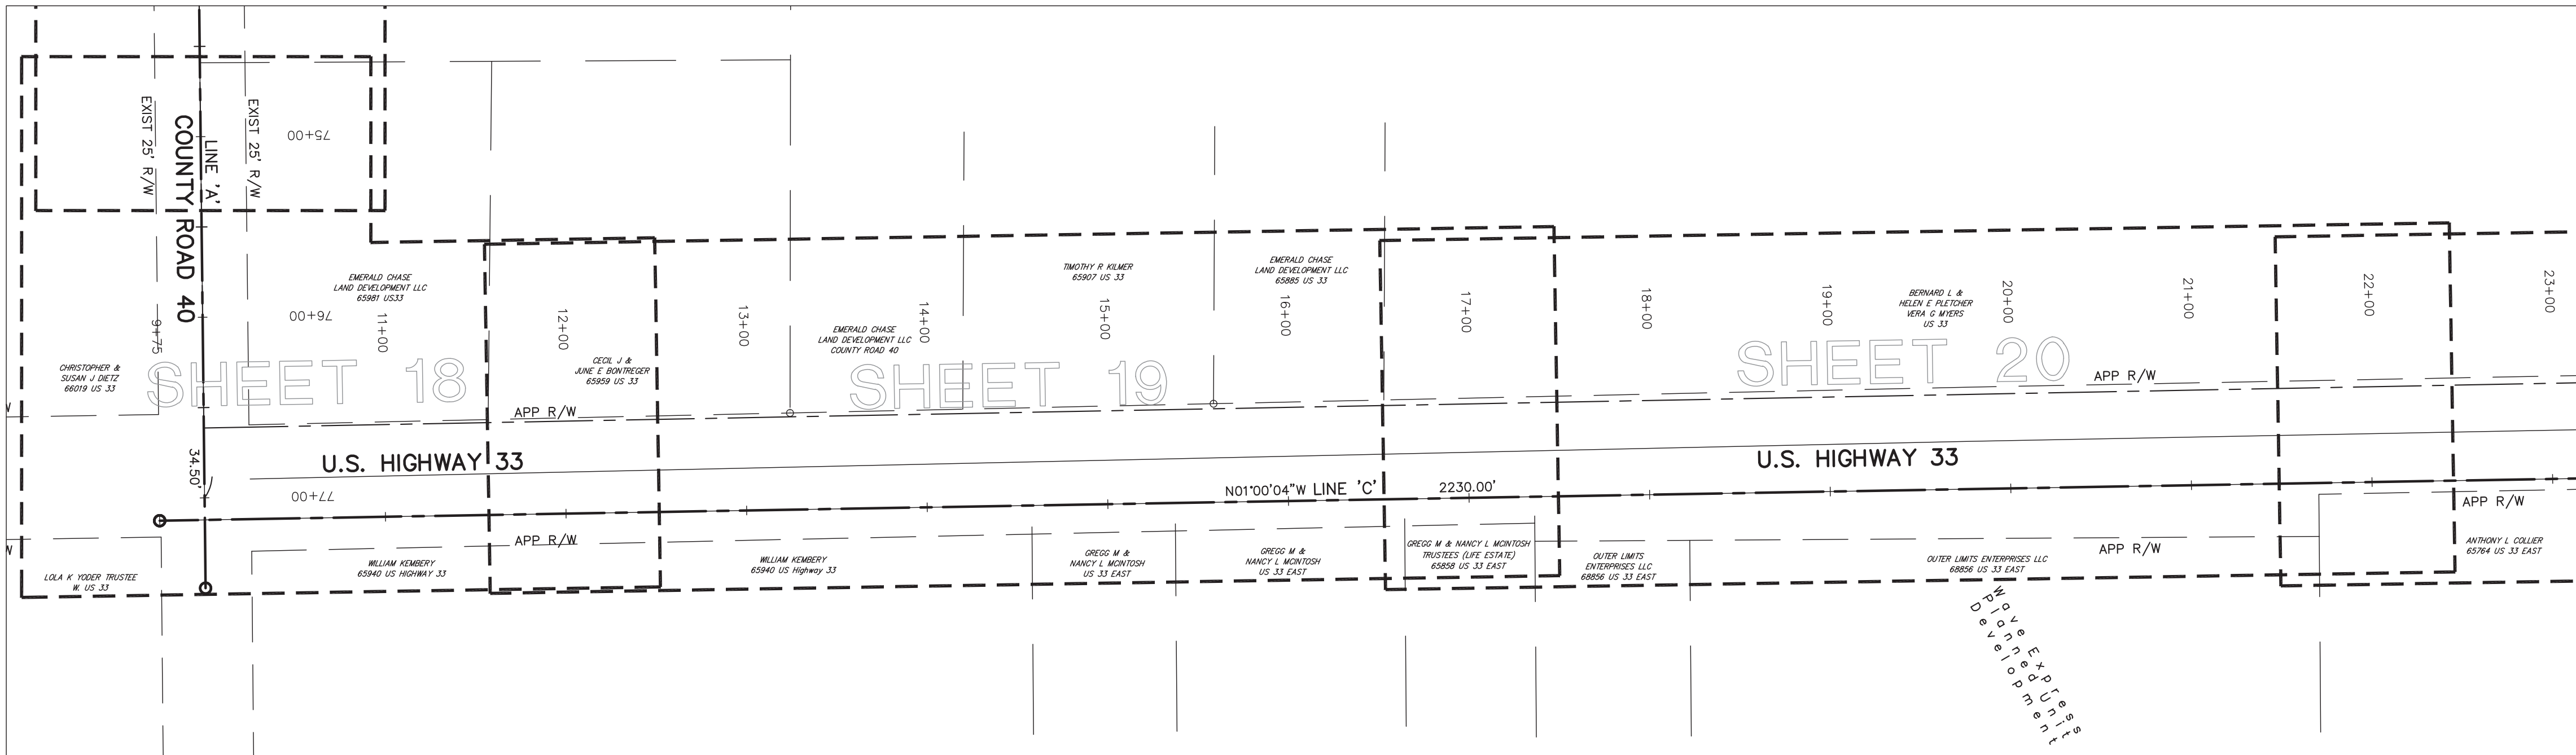 EXIST 25' R/W
COUNTY ROAD 40
LINE 'A'
EXIST 25' R/W
75+00
76+00
77+00
9+75
11+00
12+00
13+00
14+00
15+00
16+00
17+00
18+00
19+00
20+00
21+00
22+00
23+00
CHRISTOPHER &
SUSAN J DIETZ
66019 US 33
EMERALD CHASE
LAND DEVELOPMENT LLC
65981 US33
CECIL J &
JUNE E BONTREGER
65959 US 33
EMERALD CHASE
LAND DEVELOPMENT LLC
COUNTY ROAD 40
TIMOTHY R KILMER
65907 US 33
EMERALD CHASE
LAND DEVELOPMENT LLC
65885 US 33
BERNARD L &
HELEN E PLETCHER
VERA G MYERS
US 33
SHEET 18
SHEET 19
SHEET 20
APP R/W
APP R/W
34.50'
U.S. HIGHWAY 33
U.S. HIGHWAY 33
N01°00'04"W LINE 'C'
2230.00'
APP R/W
APP R/W
APP R/W
LOLA K YODER TRUSTEE
W. US 33
WILLIAM KEMBERY
65940 US HIGHWAY 33
WILLIAM KEMBERY
65940 US Highway 33
GREGG M &
NANCY L MCINTOSH
US 33 EAST
GREGG M &
NANCY L MCINTOSH
US 33 EAST
GREGG M & NANCY L MCINTOSH
TRUSTEES (LIFE ESTATE)
65858 US 33 EAST
OUTER LIMITS
ENTERPRISES LLC
68856 US 33 EAST
OUTER LIMITS ENTERPRISES LLC
68856 US 33 EAST
ANTHONY L COLLIER
65764 US 33 EAST
Wave Express
Planned Unit
Development